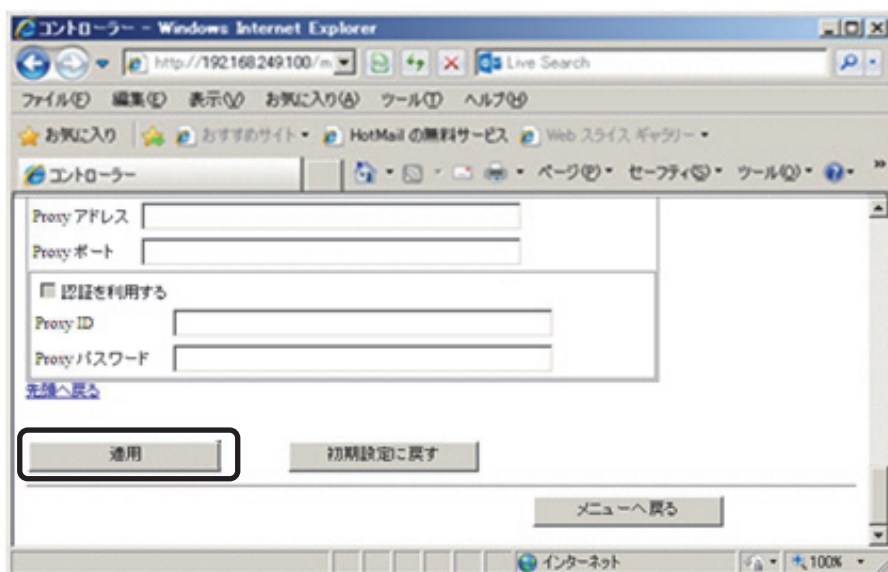 コントローラー - Windows Internet Explorer
http://192.168.249.100/m
Live Search
ファイル(F) 編集(E) 表示(V) お気に入り(A) ツール(T) ヘルプ(H)
お気に入り おすすめサイト HotMail の無料サービス Web スライス ギャラリー
コントローラー ページ(P) セーフティ(S) ツール(O) »
Proxy アドレス
Proxy ポート
認証を利用する
Proxy ID
Proxy パスワード
先頭へ戻る
適用 初期設定に戻す
メニューへ戻る
インターネット 100%